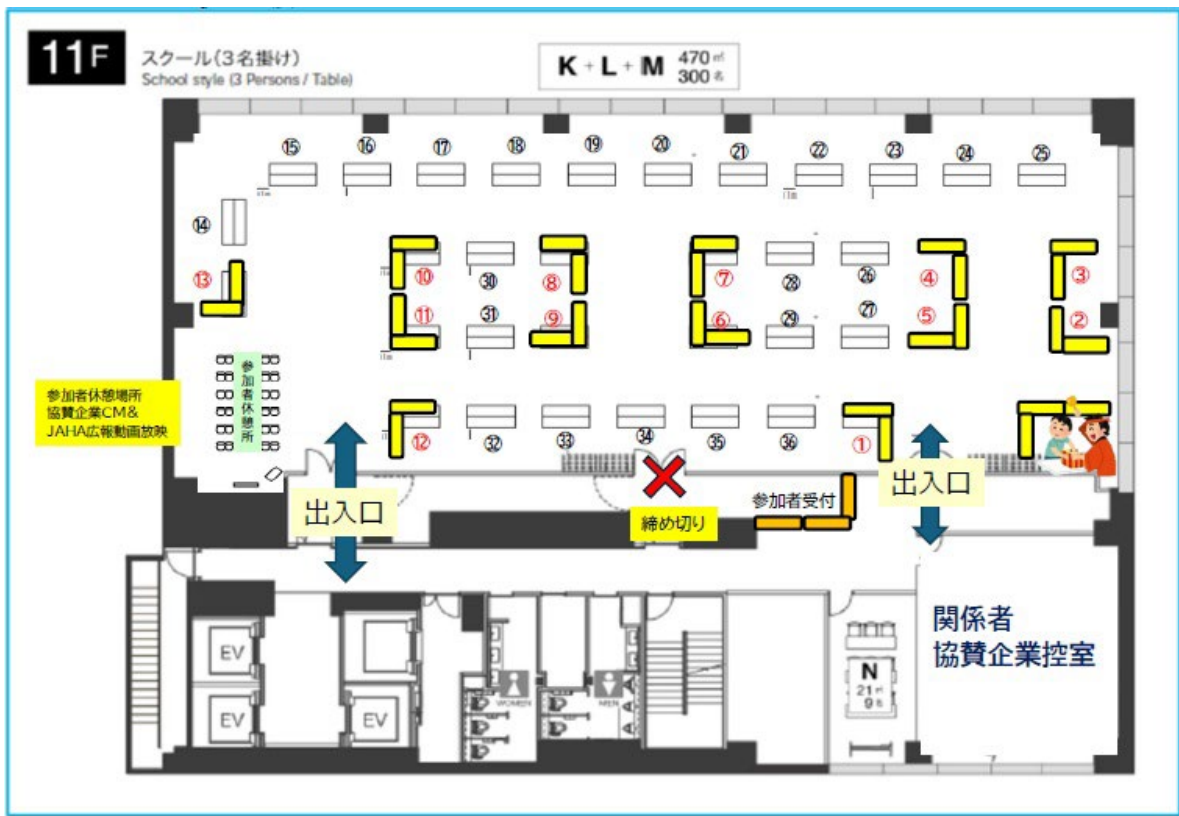 11F
スクール(3名掛け)
School style (3 Persons / Table)
K + L + M
470㎡
300名
⑮ ⑯ ⑰ ⑱ ⑲ ⑳ ㉑ ㉒ ㉓ ㉔ ㉕
⑭
⑬ ⑩ ㉚ ⑧ ⑦ ㉘ ㉖ ④ ③
⑪ ㉛ ⑨ ⑥ ㉙ ㉗ ⑤ ②
参加者休憩場所
協賛企業CM&
JAHA広報動画放映
参加者休憩所
⑫ ㉜ ㉝ ㉞ ㉟ ㊱ ①
出入口
締め切り
参加者受付
出入口
関係者
協賛企業控室
EV
EV
EV
WOMEN
MEN
N
21㎡
9名